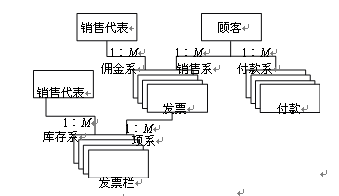 销售代表
顾客
1：M
1：M
1：M
佣金系
销售系
付款系
销售代表
发票
付款
1：M
1：M
库存系
项系
发票栏